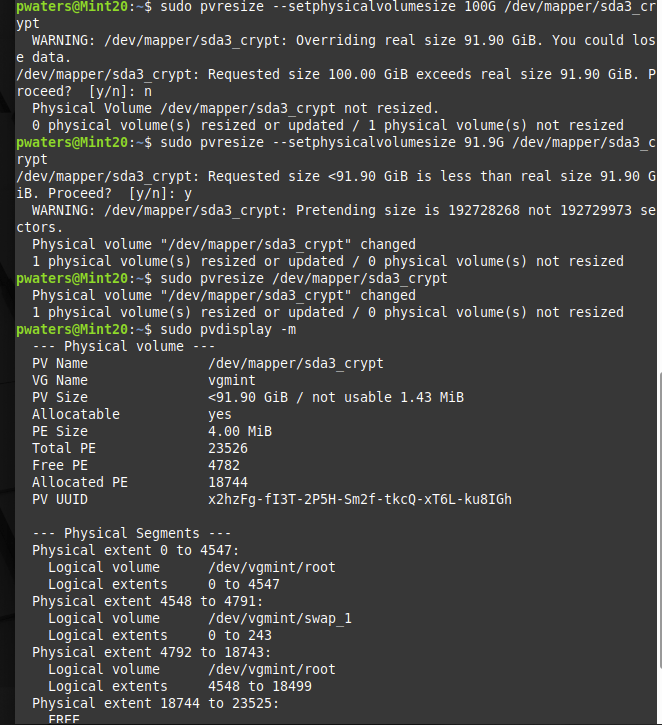 pwaters@Mint20:~$ sudo pvresize --setphysicalvolumesize 100G /dev/mapper/sda3_cr
ypt
  WARNING: /dev/mapper/sda3_crypt: Overriding real size 91.90 GiB. You could los
e data.
/dev/mapper/sda3_crypt: Requested size 100.00 GiB exceeds real size 91.90 GiB. P
roceed?  [y/n]: n
  Physical Volume /dev/mapper/sda3_crypt not resized.
  0 physical volume(s) resized or updated / 1 physical volume(s) not resized
pwaters@Mint20:~$ sudo pvresize --setphysicalvolumesize 91.9G /dev/mapper/sda3_c
rypt
/dev/mapper/sda3_crypt: Requested size <91.90 GiB is less than real size 91.90 G
iB. Proceed?  [y/n]: y
  WARNING: /dev/mapper/sda3_crypt: Pretending size is 192728268 not 192729973 se
ctors.
  Physical volume "/dev/mapper/sda3_crypt" changed
  1 physical volume(s) resized or updated / 0 physical volume(s) not resized
pwaters@Mint20:~$ sudo pvresize /dev/mapper/sda3_crypt
  Physical volume "/dev/mapper/sda3_crypt" changed
  1 physical volume(s) resized or updated / 0 physical volume(s) not resized
pwaters@Mint20:~$ sudo pvdisplay -m
  --- Physical volume ---
  PV Name               /dev/mapper/sda3_crypt
  VG Name               vgmint
  PV Size               <91.90 GiB / not usable 1.43 MiB
  Allocatable           yes
  PE Size               4.00 MiB
  Total PE              23526
  Free PE               4782
  Allocated PE          18744
  PV UUID               x2hzFg-fI3T-2P5H-Sm2f-tkcQ-xT6L-ku8IGh

  --- Physical Segments ---
  Physical extent 0 to 4547:
    Logical volume      /dev/vgmint/root
    Logical extents     0 to 4547
  Physical extent 4548 to 4791:
    Logical volume      /dev/vgmint/swap_1
    Logical extents     0 to 243
  Physical extent 4792 to 18743:
    Logical volume      /dev/vgmint/root
    Logical extents     4548 to 18499
  Physical extent 18744 to 23525:
    FREE